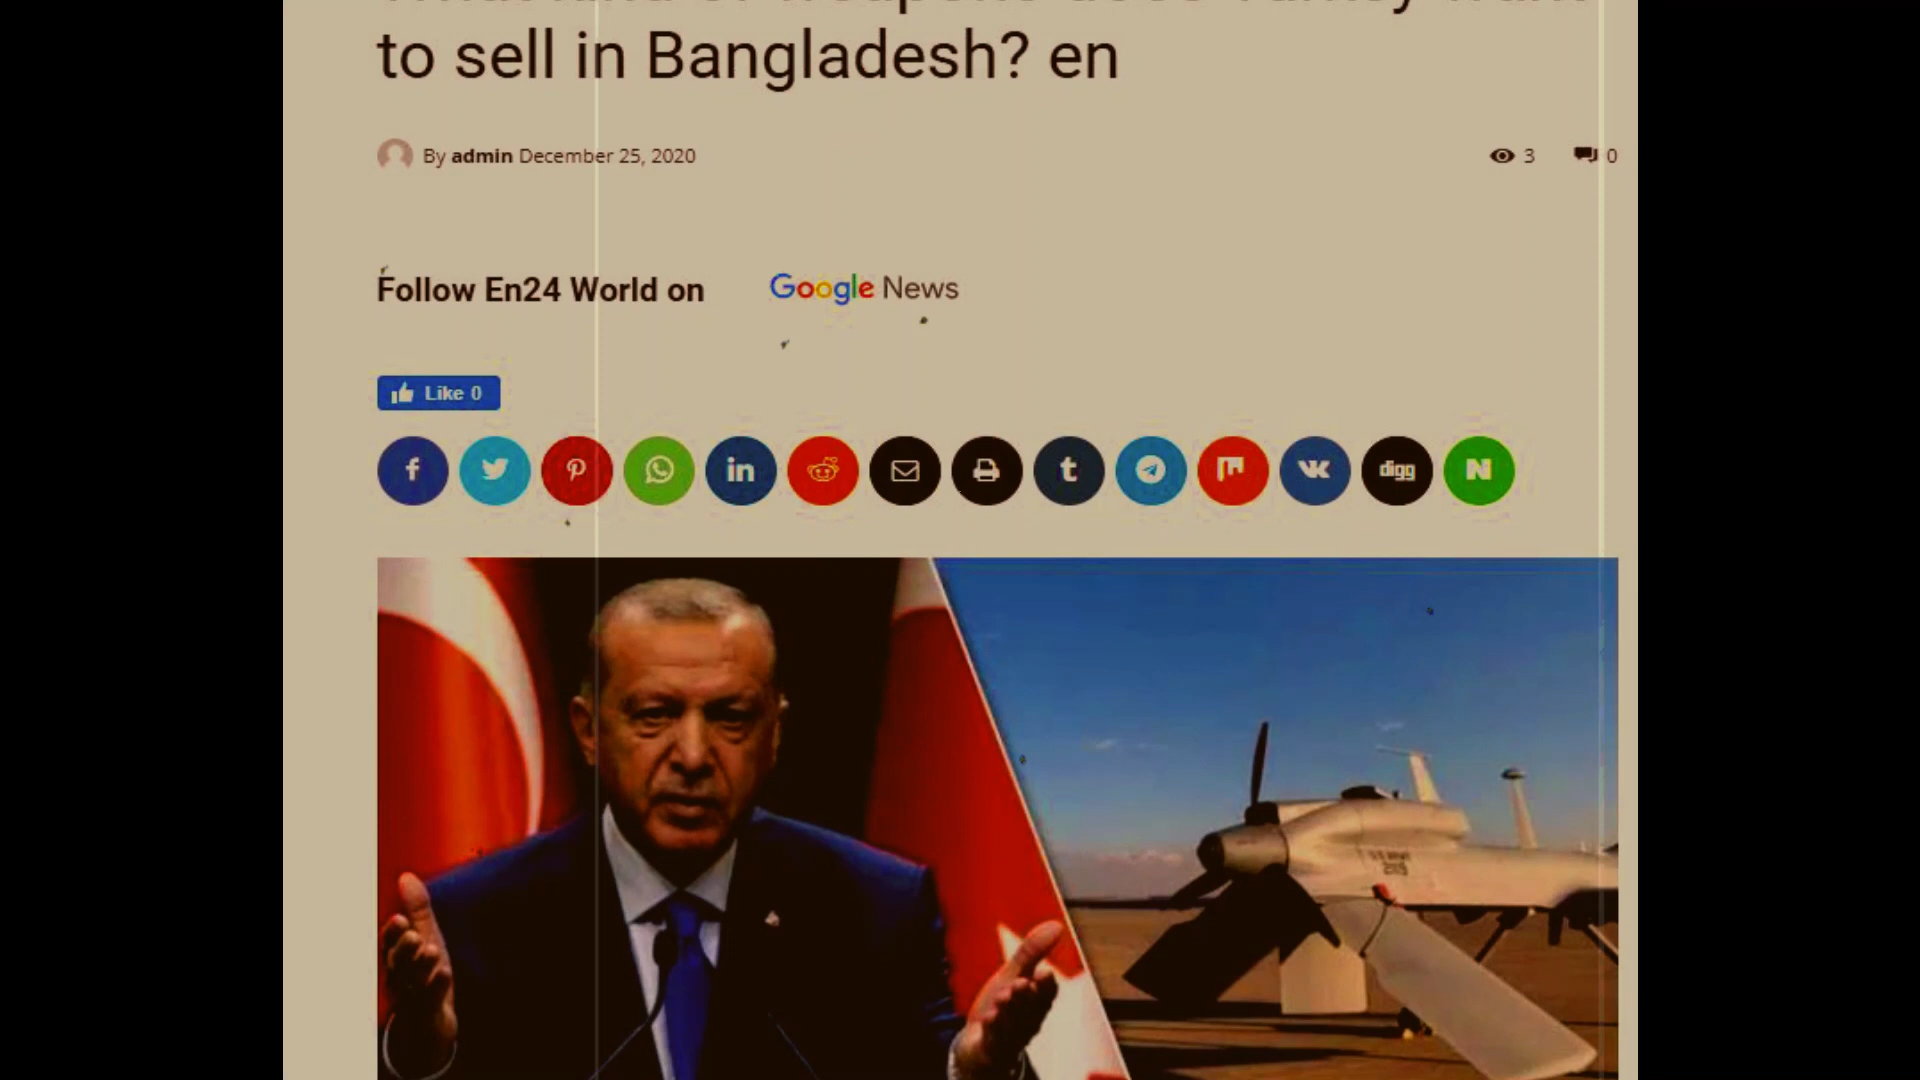 to sell in Bangladesh? en
By admin December 25, 2020
3
0
Follow En24 World on
Google News
Like 0
digg